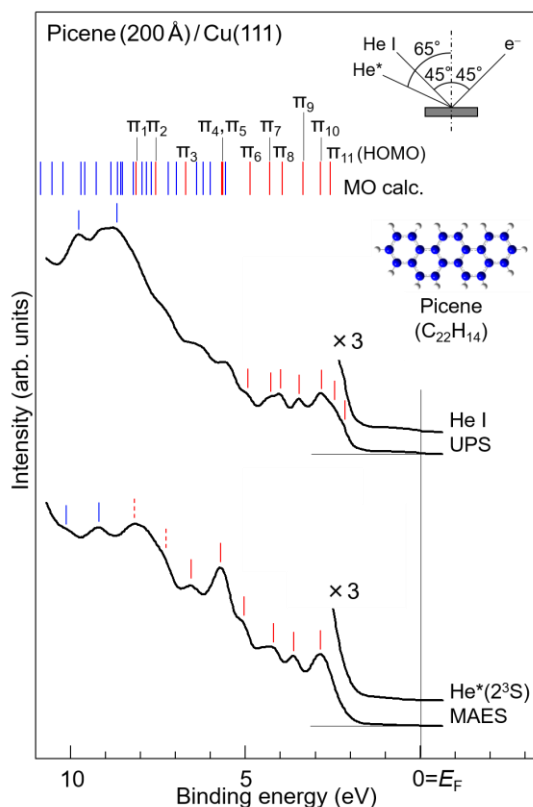 Picene (200 Å) / Cu(111)
He I
65°
e⁻
He*
45°
45°
π₉
π₁π₂
π₄,π₅
π₇
π₁₀
π₃
π₆
π₈
π₁₁ (HOMO)
MO calc.
Picene
(C₂₂H₁₄)
× 3
He I
UPS
× 3
He*(2³S)
MAES
Intensity (arb. units)
10
5
0=E_F
Binding energy (eV)